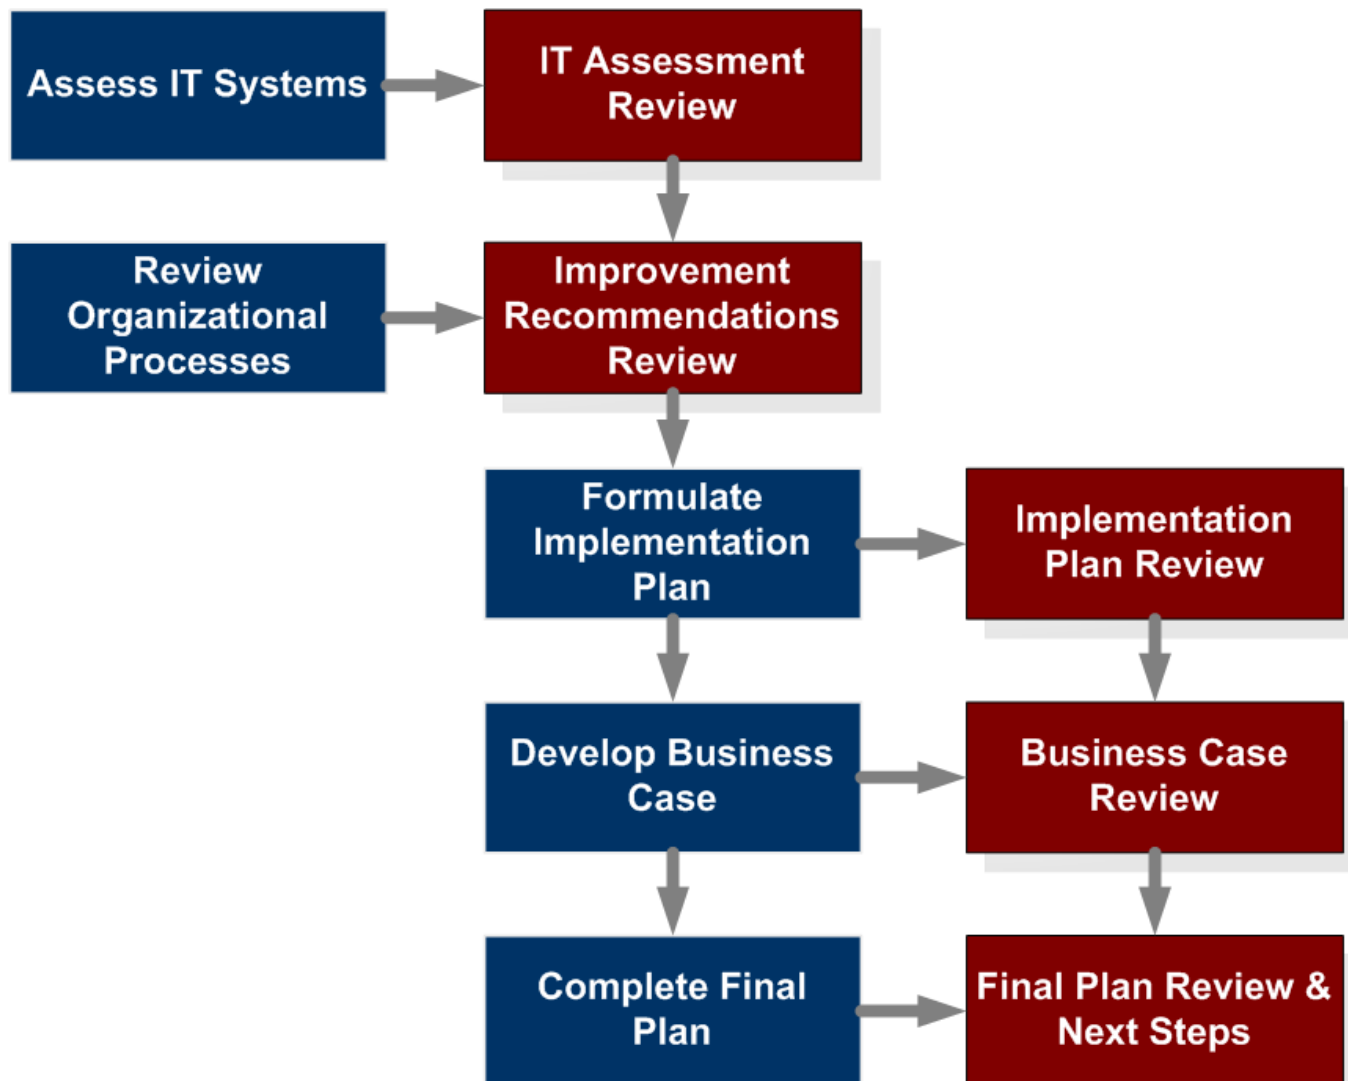 Assess IT Systems
IT Assessment
Review
Review
Organizational
Processes
Improvement
Recommendations
Review
Formulate
Implementation
Plan
Implementation
Plan Review
Develop Business
Case
Business Case
Review
Complete Final
Plan
Final Plan Review &
Next Steps